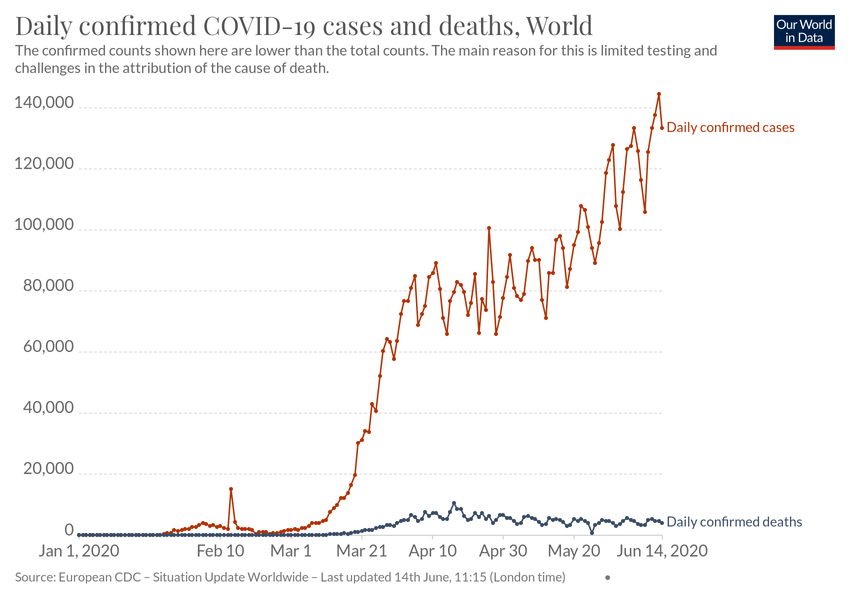 Daily confirmed COVID-19 cases and deaths, World
Our World
in Data
The confirmed counts shown here are lower than the total counts. The main reason for this is limited testing and
challenges in the attribution of the cause of death.
140,000
Daily confirmed cases
120,000
100,000
80,000
60,000
40,000
20,000
Daily confirmed deaths
0
Jan 1, 2020 Feb 10 Mar 1 Mar 21 Apr 10 Apr 30 May 20 Jun 14, 2020
Source: European CDC – Situation Update Worldwide – Last updated 14th June, 11:15 (London time) •